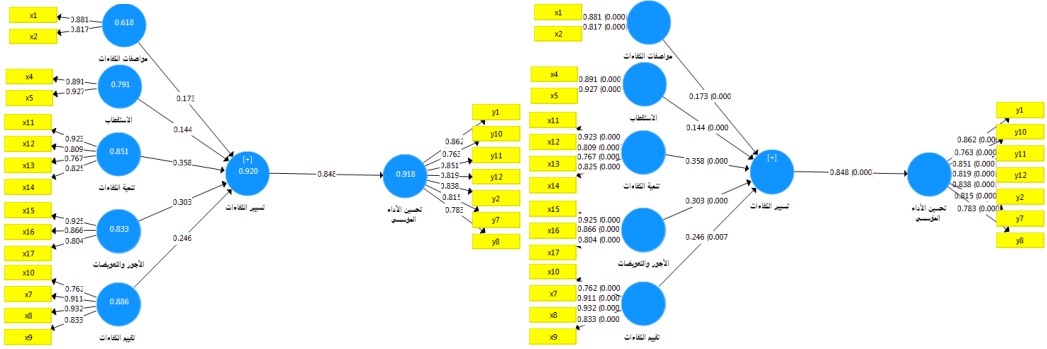 x1
x2
0.881
0.817
0.618
مواصفات الكفاءات
x4
x5
0.891
0.927
0.791
الاستقطاب
x11
x12
x13
x14
0.923
0.809
0.767
0.825
0.851
تنمية الكفاءات
x15
x16
x17
0.925
0.866
0.804
0.833
الأجور والتعويضات
x10
x7
x8
x9
0.762
0.911
0.932
0.833
0.886
تقييم الكفاءات
0.173
0.144
0.358
0.303
0.246
[+]
0.920
تسيير الكفاءات
0.848
0.918
تحسين الأداء
المؤسسي
0.862
0.763
0.851
0.819
0.838
0.815
0.783
y1
y10
y11
y12
y2
y7
y8
x1
x2
0.881 (0.000
0.817 (0.000
مواصفات الكفاءات
x4
x5
0.891 (0.000
0.927 (0.000
الاستقطاب
x11
x12
x13
x14
0.923 (0.000
0.809 (0.000
0.767 (0.000
0.825 (0.000
تنمية الكفاءات
x15
x16
x17
0.925 (0.000
0.866 (0.000
0.804 (0.000
الأجور والتعويضات
x10
x7
x8
x9
0.762 (0.000
0.911 (0.000
0.932 (0.000
0.833 (0.000
تقييم الكفاءات
0.173 (0.000
0.144 (0.000
0.358 (0.000
0.303 (0.000
0.246 (0.007
[+]
تسيير الكفاءات
0.848 (0.000
تحسين الأداء
المؤسسي
0.862 (0.000
0.763 (0.000
0.851 (0.000
0.819 (0.000
0.838 (0.000
0.815 (0.000
0.783 (0.000
y1
y10
y11
y12
y2
y7
y8